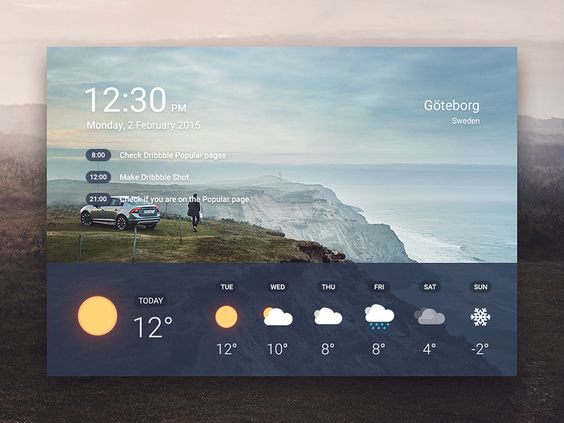 12:30 PM
Monday, 2 February 2015
Göteborg
Sweden
8:00 Check Dribbble Popular pages
12:00 Make Dribbble Shot
21:00 Check if you are on the Popular page
TODAY
12°
TUE WED THU FRI SAT SUN
12° 10° 8° 8° 4° -2°